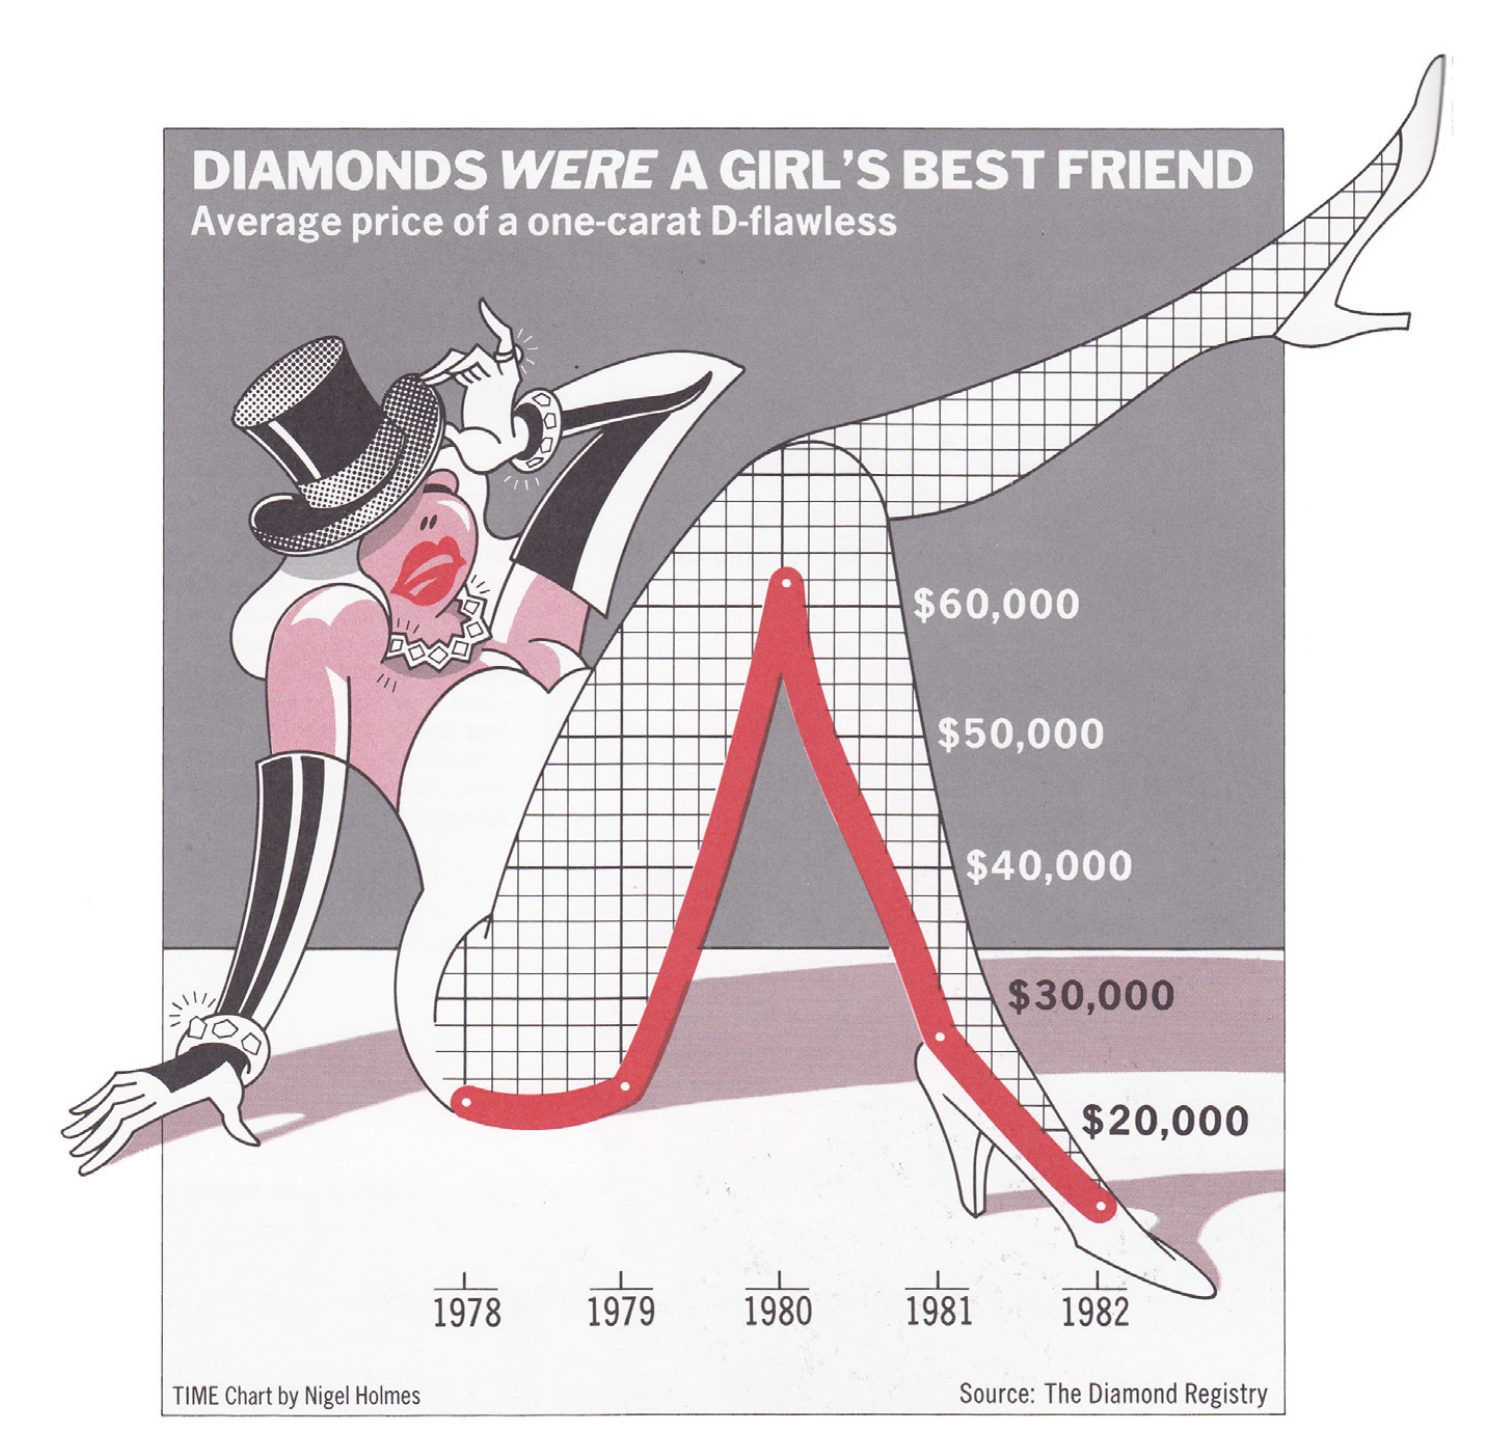 DIAMONDS WERE A GIRL'S BEST FRIEND
Average price of a one-carat D-flawless
$60,000
$50,000
$40,000
$30,000
$20,000
1978 1979 1980 1981 1982
TIME Chart by Nigel Holmes
Source: The Diamond Registry